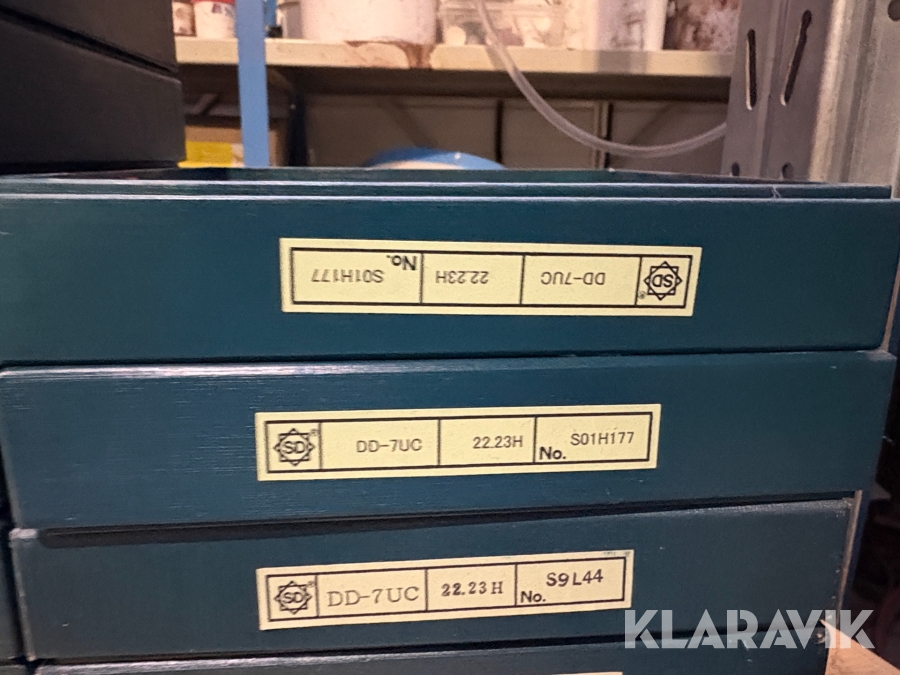 SD® DD-7UC 22.23H No. S01H177
SD® DD-7UC 22.23H No. S01H177
SD® DD-7UC 22.23H No. S9L44
KLARAVIK